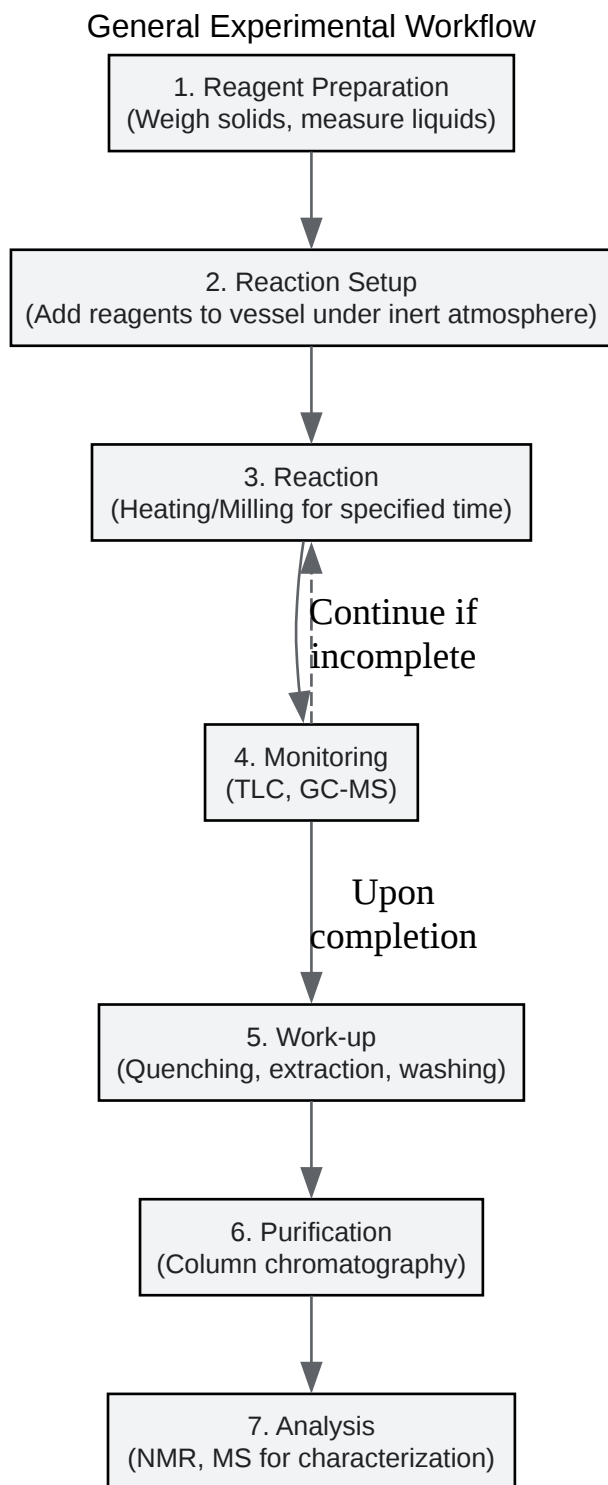 General Experimental Workflow
1. Reagent Preparation
(Weigh solids, measure liquids)
2. Reaction Setup
(Add reagents to vessel under inert atmosphere)
3. Reaction
(Heating/Milling for specified time)
Continue if
incomplete
4. Monitoring
(TLC, GC-MS)
Upon
completion
5. Work-up
(Quenching, extraction, washing)
6. Purification
(Column chromatography)
7. Analysis
(NMR, MS for characterization)